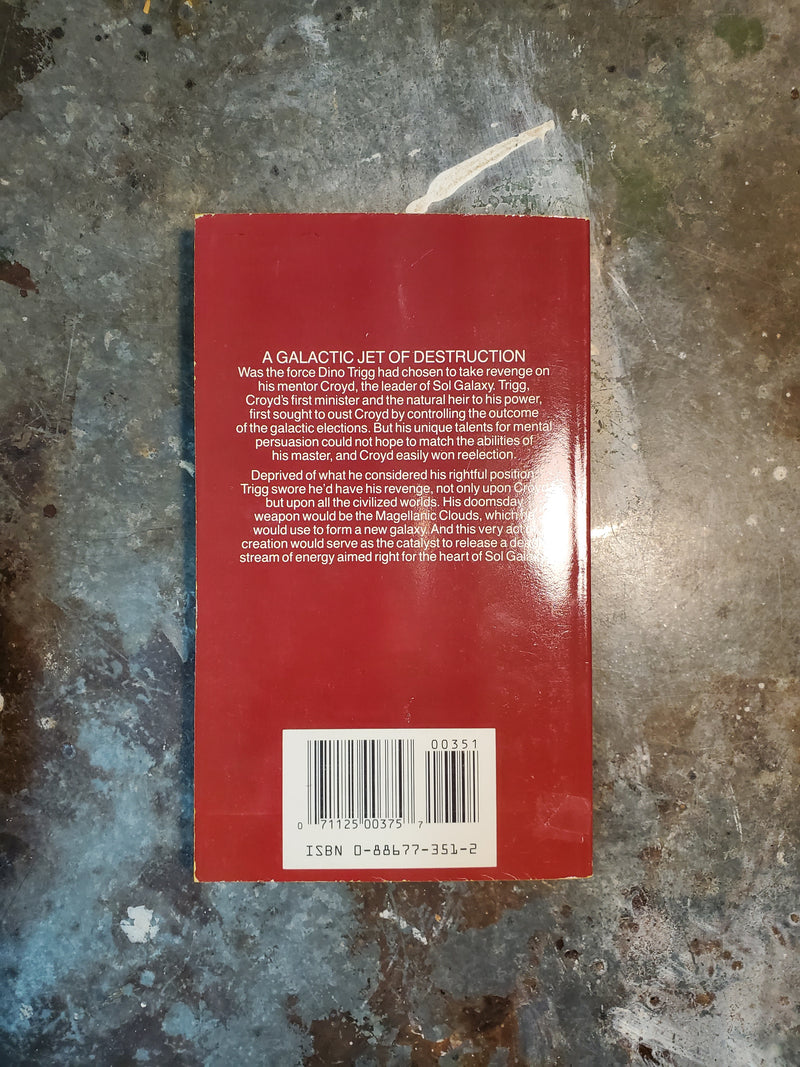 A GALACTIC JET OF DESTRUCTION
Was the force Dino Trigg had chosen to take revenge on
his mentor Croyd, the leader of Sol Galaxy. Trigg,
Croyd's first minister and the natural heir to his power,
first sought to oust Croyd by controlling the outcome
of the galactic elections. But his unique talents for mental
persuasion could not hope to match the abilities of
his master, and Croyd easily won reelection.
Deprived of what he considered his rightful position,
Trigg swore he'd have his revenge, not only upon Croyd
but upon all the civilized worlds. His doomsday
weapon would be the Magellanic Clouds, which
would use to form a new galaxy. And this very act
creation would serve as the catalyst to release a
stream of energy aimed right for the heart of Sol
00351
0 71125 00375 7
ISBN 0-88677-351-2